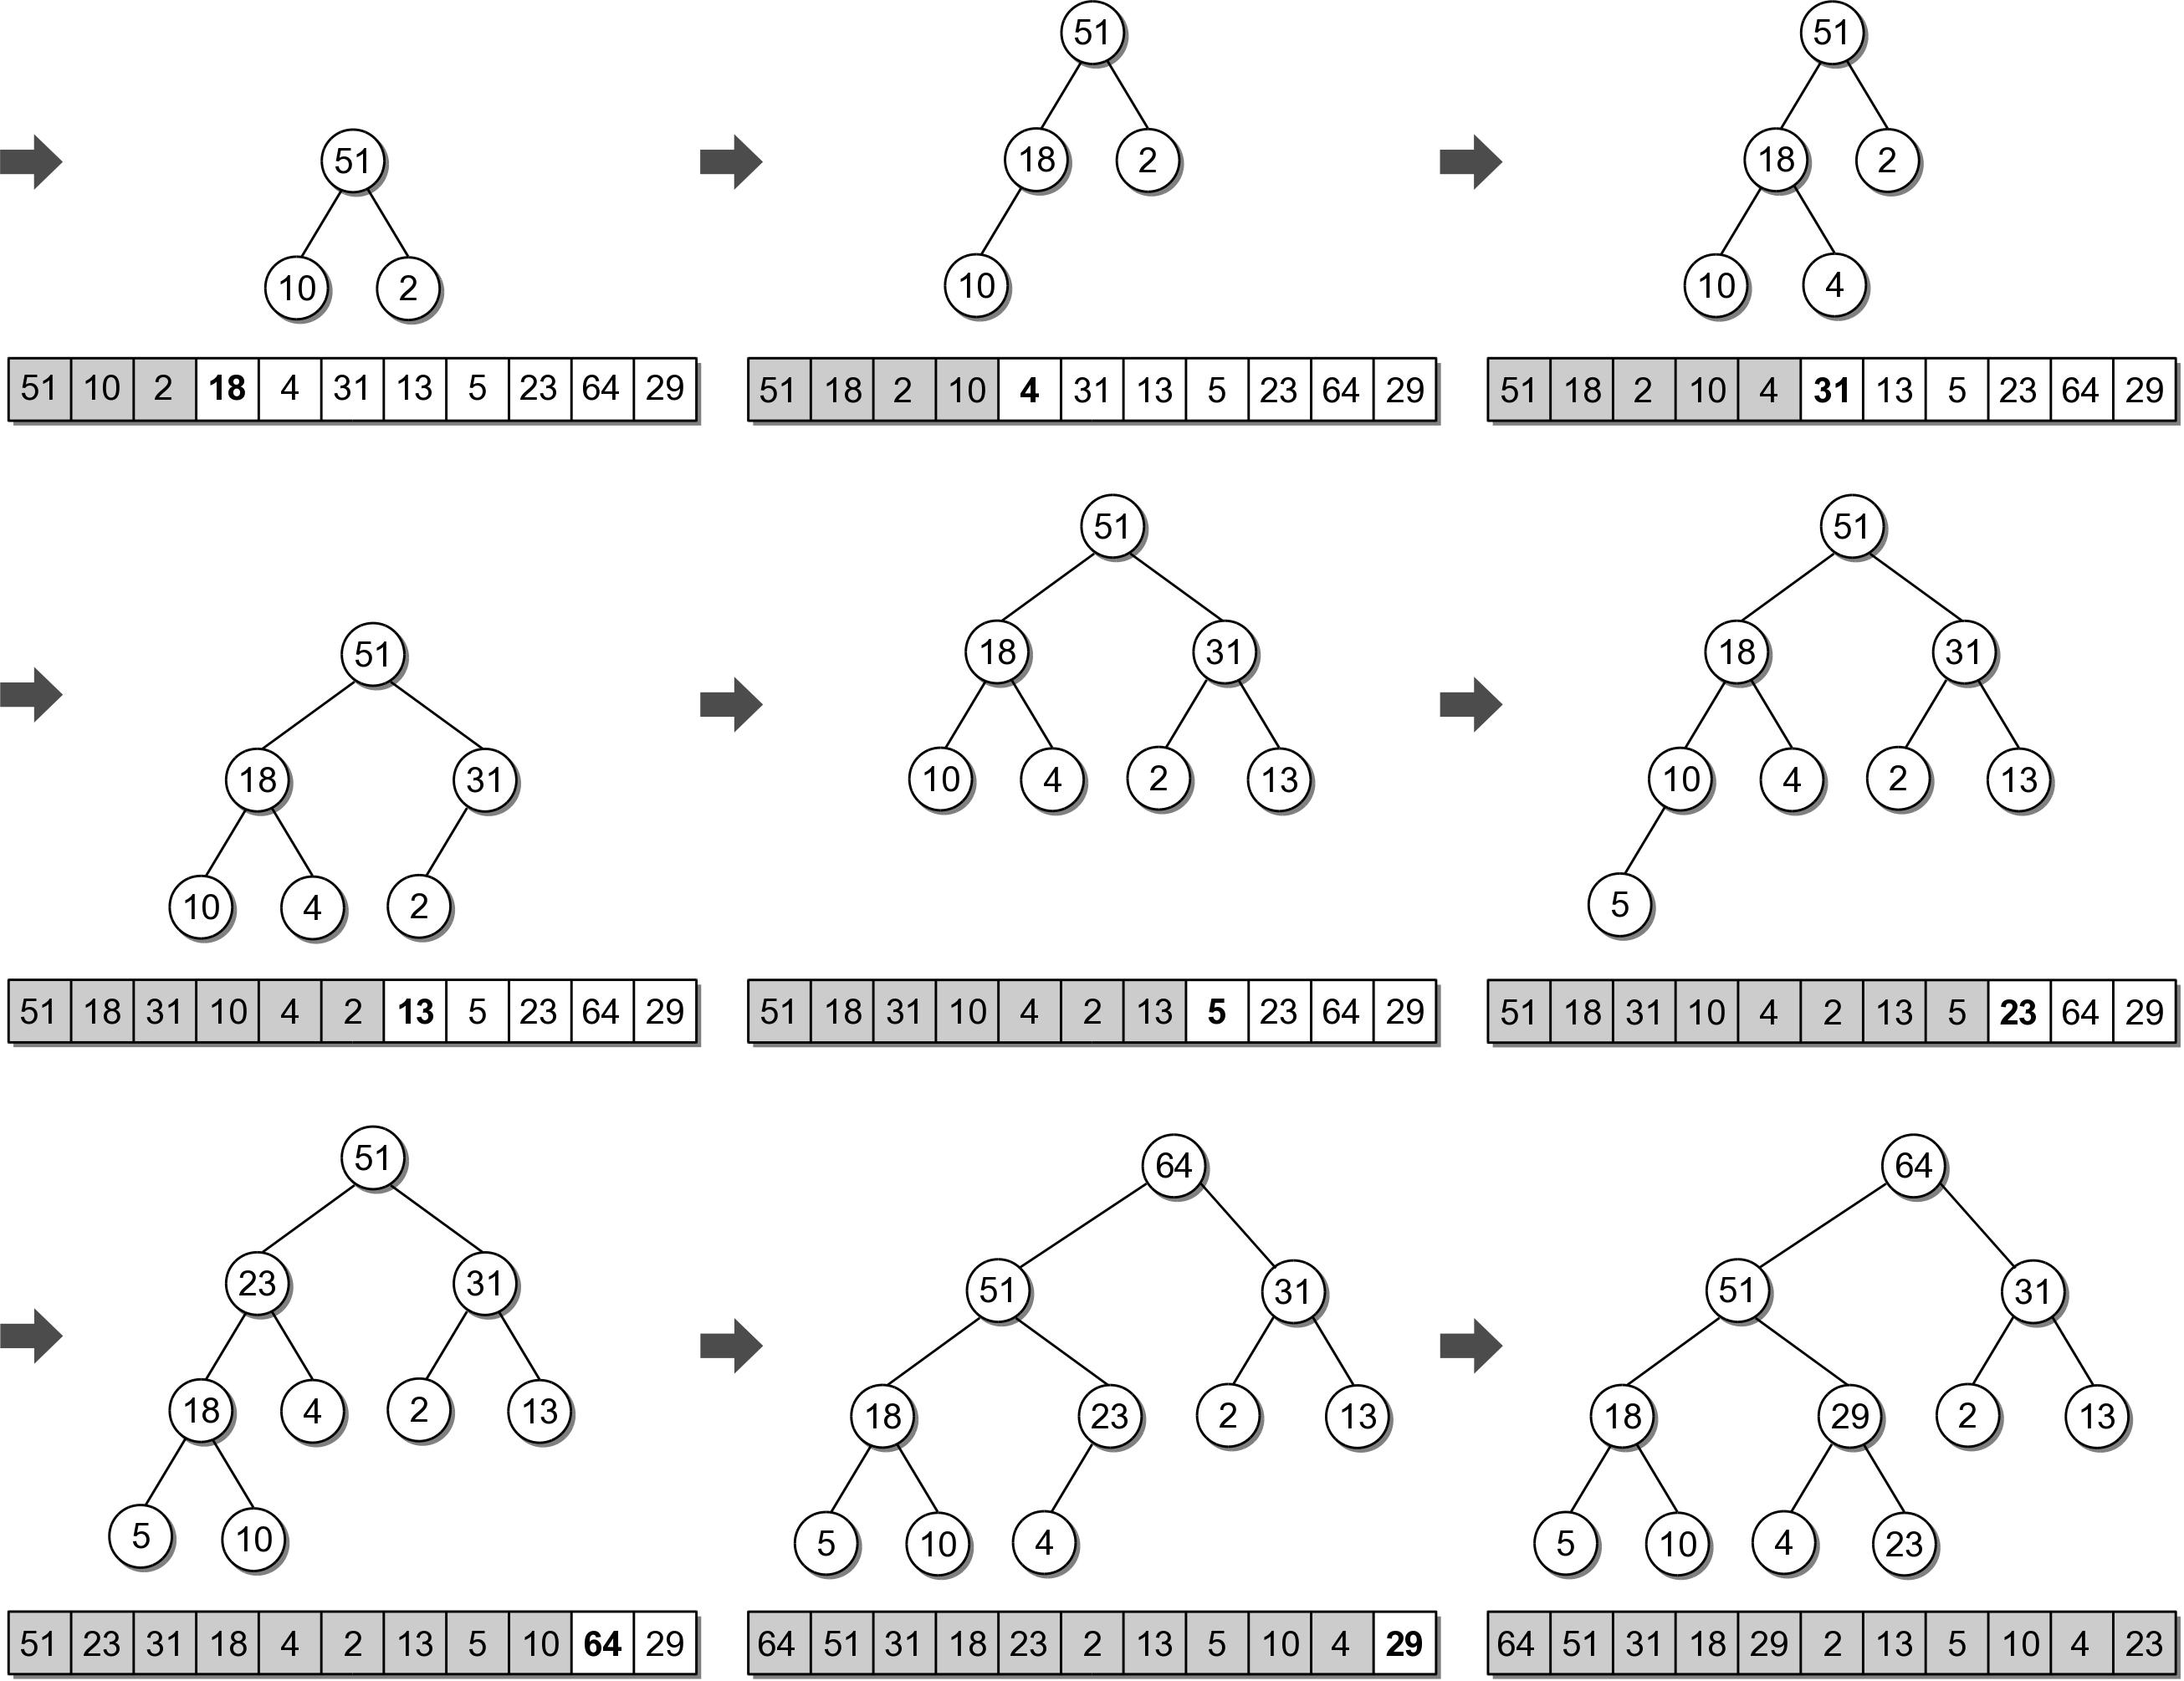 51
10 2
51 10 2 18 4 31 13 5 23 64 29
51
18 2
10
51 18 2 10 4 31 13 5 23 64 29
51
18 2
10 4
51 18 2 10 4 31 13 5 23 64 29
51
18 31
10 4 2
51 18 31 10 4 2 13 5 23 64 29
51
18 31
10 4 2 13
51 18 31 10 4 2 13 5 23 64 29
51
18 31
10 4 2 13
5
51 18 31 10 4 2 13 5 23 64 29
51
23 31
18 4 2 13
5 10
51 23 31 18 4 2 13 5 10 64 29
64
51 31
18 23 2 13
5 10 4
64 51 31 18 23 2 13 5 10 4 29
64
51 31
18 29 2 13
5 10 4 23
64 51 31 18 29 2 13 5 10 4 23